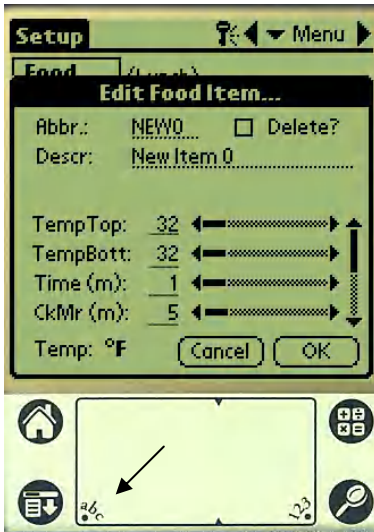 Setup Menu
Food (Lunch)
Edit Food Item...
Abbr.: NEW0 Delete?
Descr: New Item 0
TempTop: 32
TempBott: 32
Time (m): 1
CkMr (m): 5
Temp: °F Cancel OK
abc 123